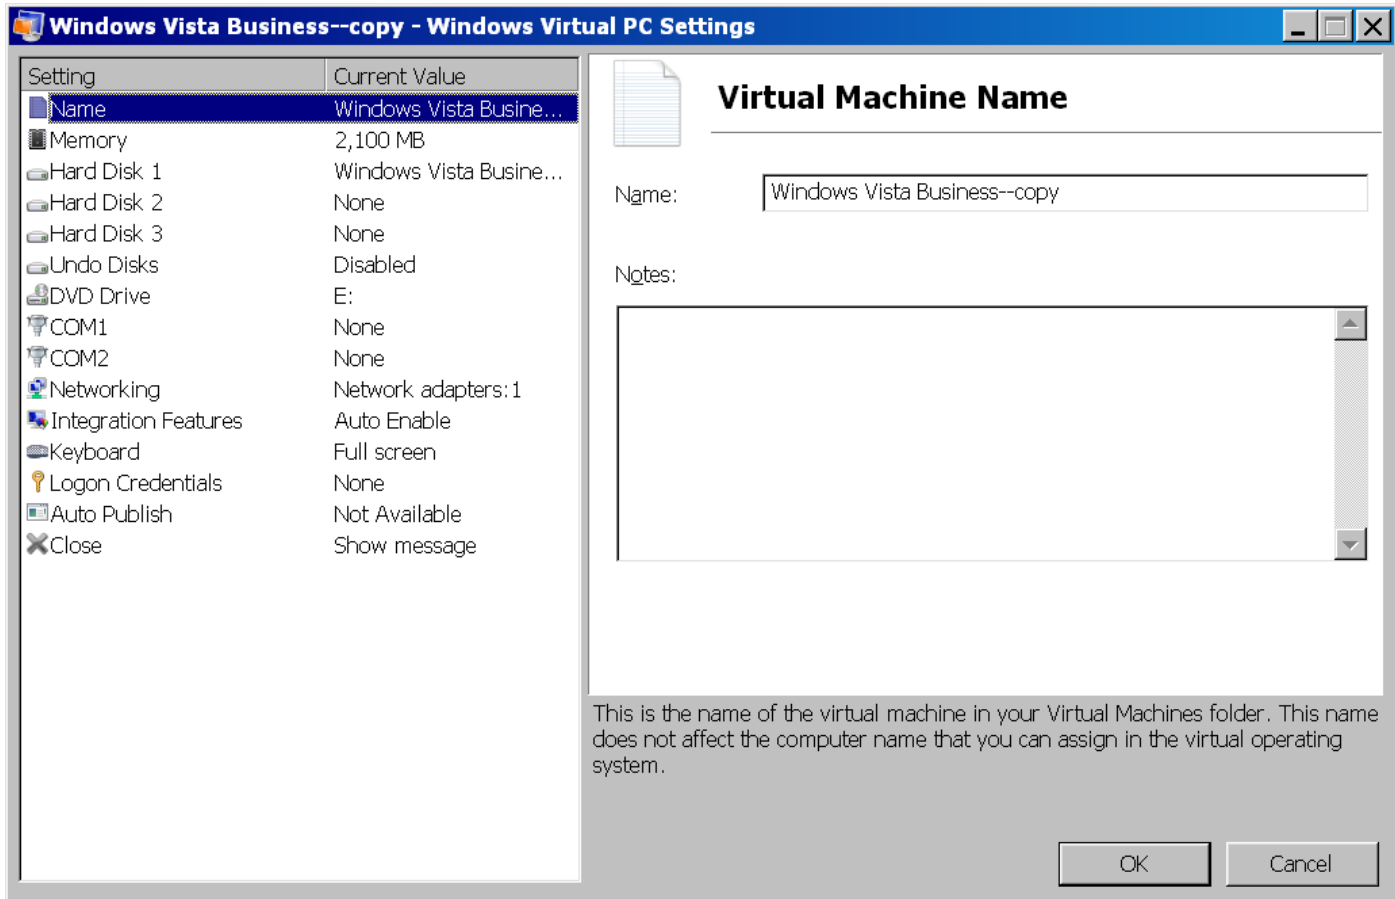 Windows Vista Business--copy - Windows Virtual PC Settings
Setting Current Value
Name Windows Vista Busine...
Memory 2,100 MB
Hard Disk 1 Windows Vista Busine...
Hard Disk 2 None
Hard Disk 3 None
Undo Disks Disabled
DVD Drive E:
COM1 None
COM2 None
Networking Network adapters:1
Integration Features Auto Enable
Keyboard Full screen
Logon Credentials None
Auto Publish Not Available
Close Show message
Virtual Machine Name
Name: Windows Vista Business--copy
Notes:
This is the name of the virtual machine in your Virtual Machines folder. This name
does not affect the computer name that you can assign in the virtual operating
system.
OK Cancel